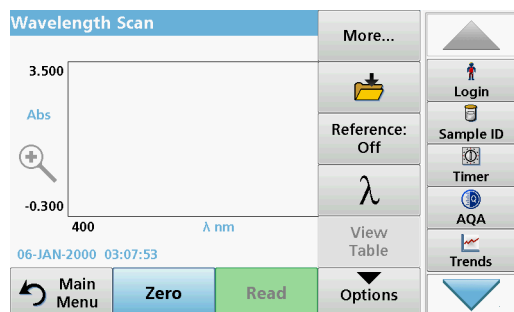 Wavelength Scan
More...
3.500
Abs
-0.300
400
λ nm
06-JAN-2000 03:07:53
Reference:
Off
λ
View
Table
Main
Menu
Zero
Read
Options
Login
Sample ID
Timer
AQA
Trends